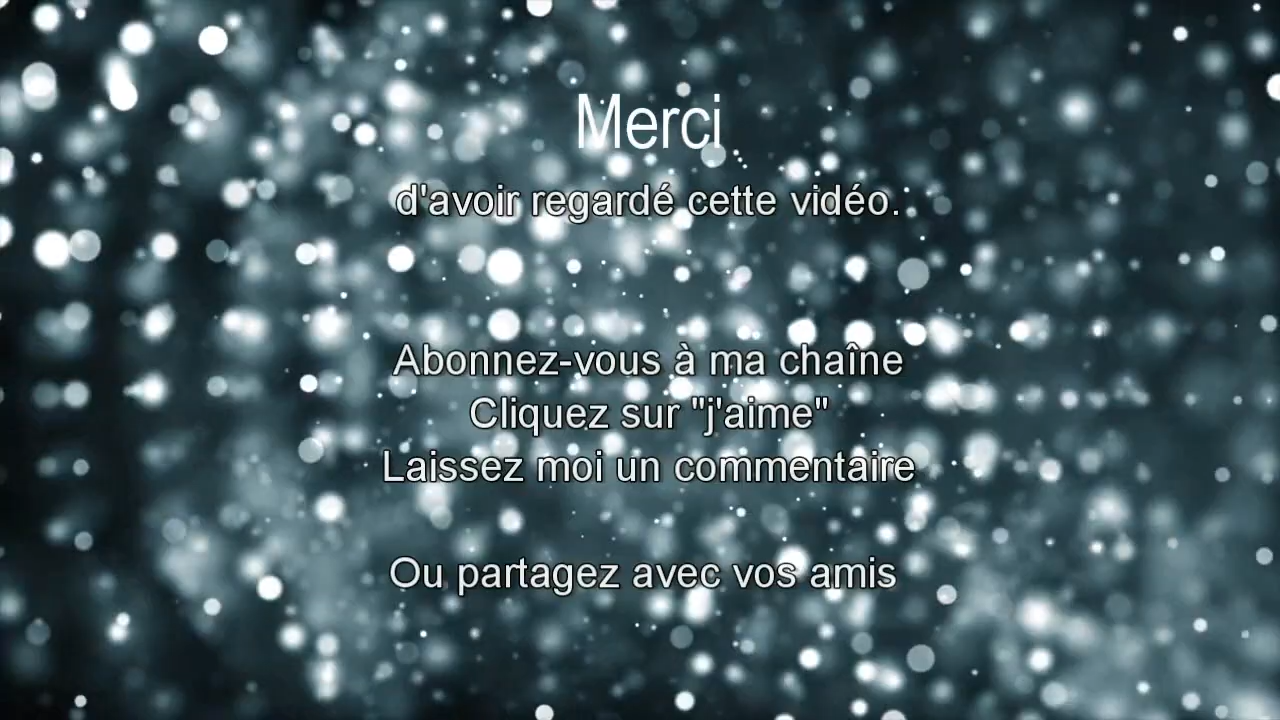 Merci
d'avoir regardé cette vidéo.
Abonnez-vous à ma chaîne
Cliquez sur "j'aime"
Laissez moi un commentaire
Ou partagez avec vos amis